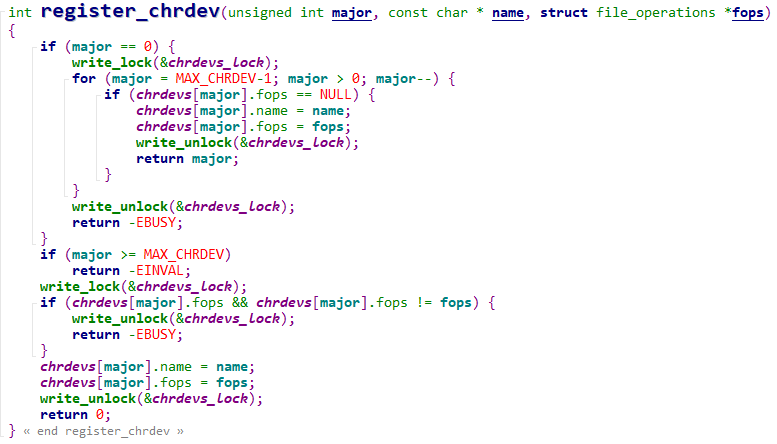 int register_chrdev(unsigned int major, const char * name, struct file_operations *fops)
{
    if (major == 0) {
        write_lock(&chrdevs_lock);
        for (major = MAX_CHRDEV-1; major > 0; major--) {
            if (chrdevs[major].fops == NULL) {
                chrdevs[major].name = name;
                chrdevs[major].fops = fops;
                write_unlock(&chrdevs_lock);
                return major;
            }
        }
        write_unlock(&chrdevs_lock);
        return -EBUSY;
    }
    if (major >= MAX_CHRDEV)
        return -EINVAL;
    write_lock(&chrdevs_lock);
    if (chrdevs[major].fops && chrdevs[major].fops != fops) {
        write_unlock(&chrdevs_lock);
        return -EBUSY;
    }
    chrdevs[major].name = name;
    chrdevs[major].fops = fops;
    write_unlock(&chrdevs_lock);
    return 0;
} « end register_chrdev »